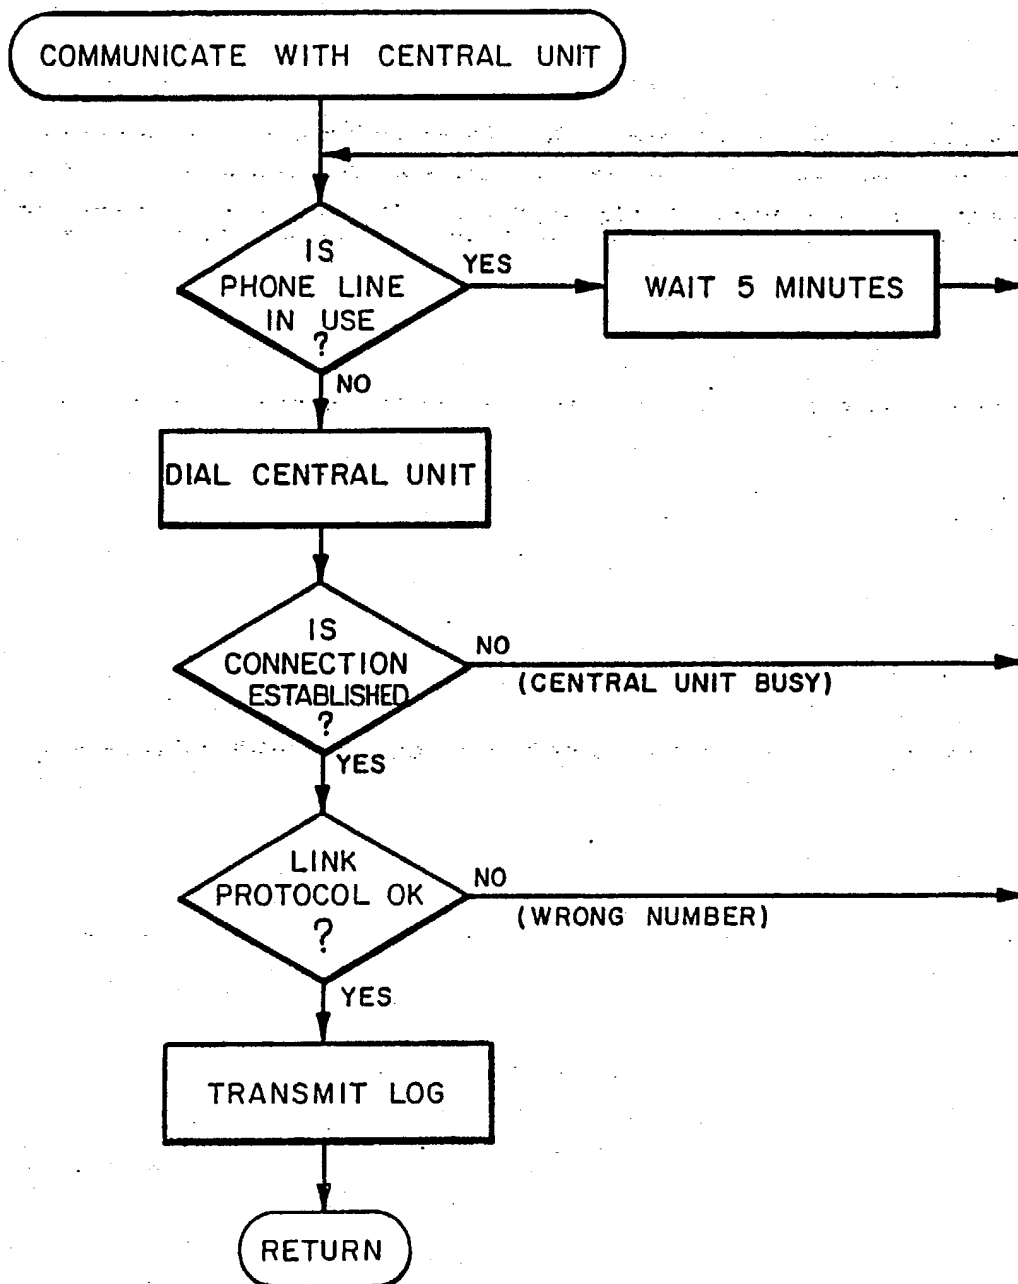 COMMUNICATE WITH CENTRAL UNIT
IS
PHONE LINE
IN USE
?
YES
WAIT 5 MINUTES
NO
DIAL CENTRAL UNIT
IS
CONNECTION
ESTABLISHED
?
NO
(CENTRAL UNIT BUSY)
YES
LINK
PROTOCOL OK
?
NO
(WRONG NUMBER)
YES
TRANSMIT LOG
RETURN